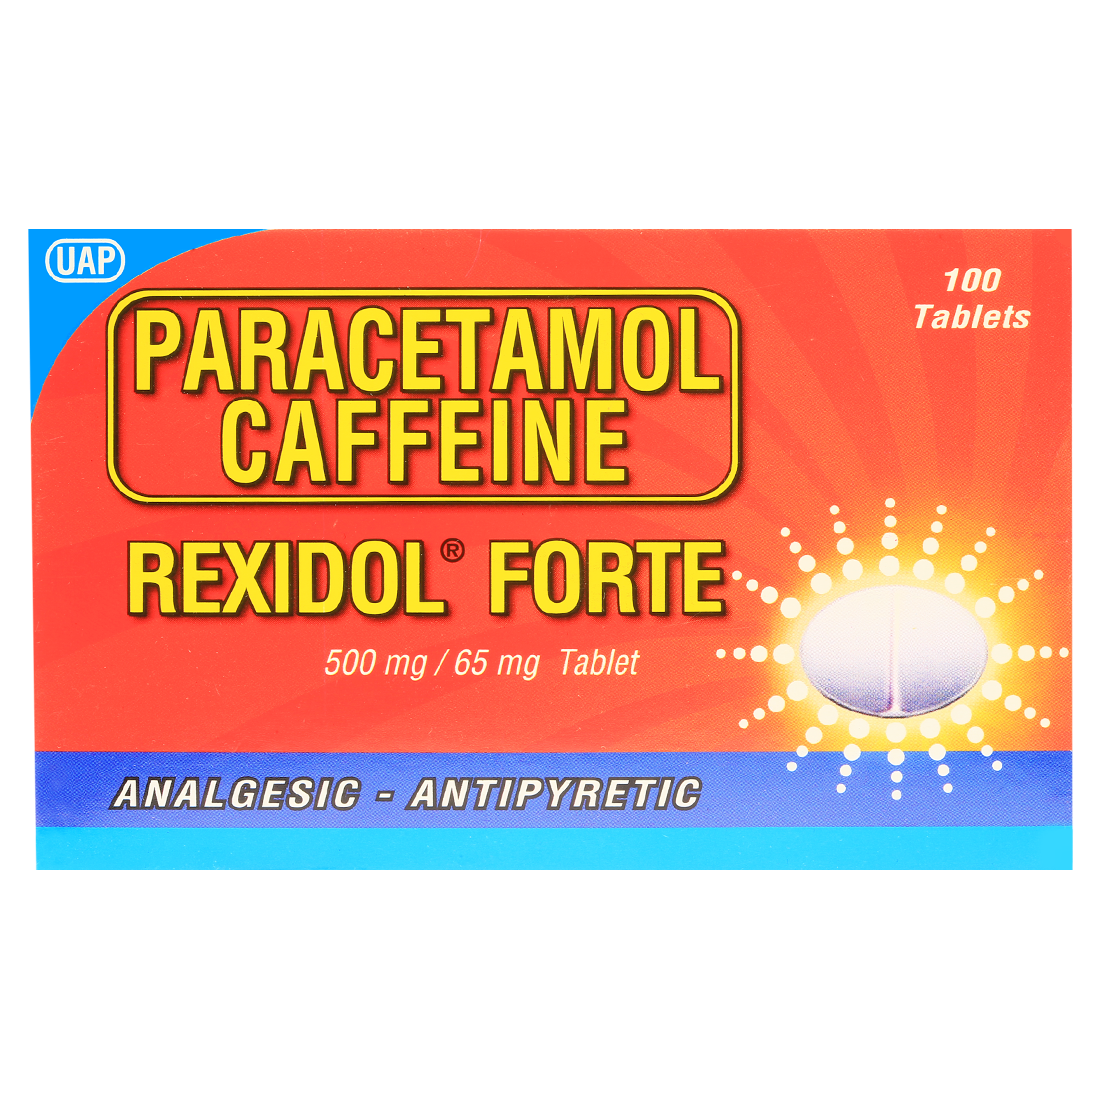 UAP
100
Tablets
PARACETAMOL
CAFFEINE
REXIDOL® FORTE
500 mg / 65 mg Tablet
ANALGESIC - ANTIPYRETIC